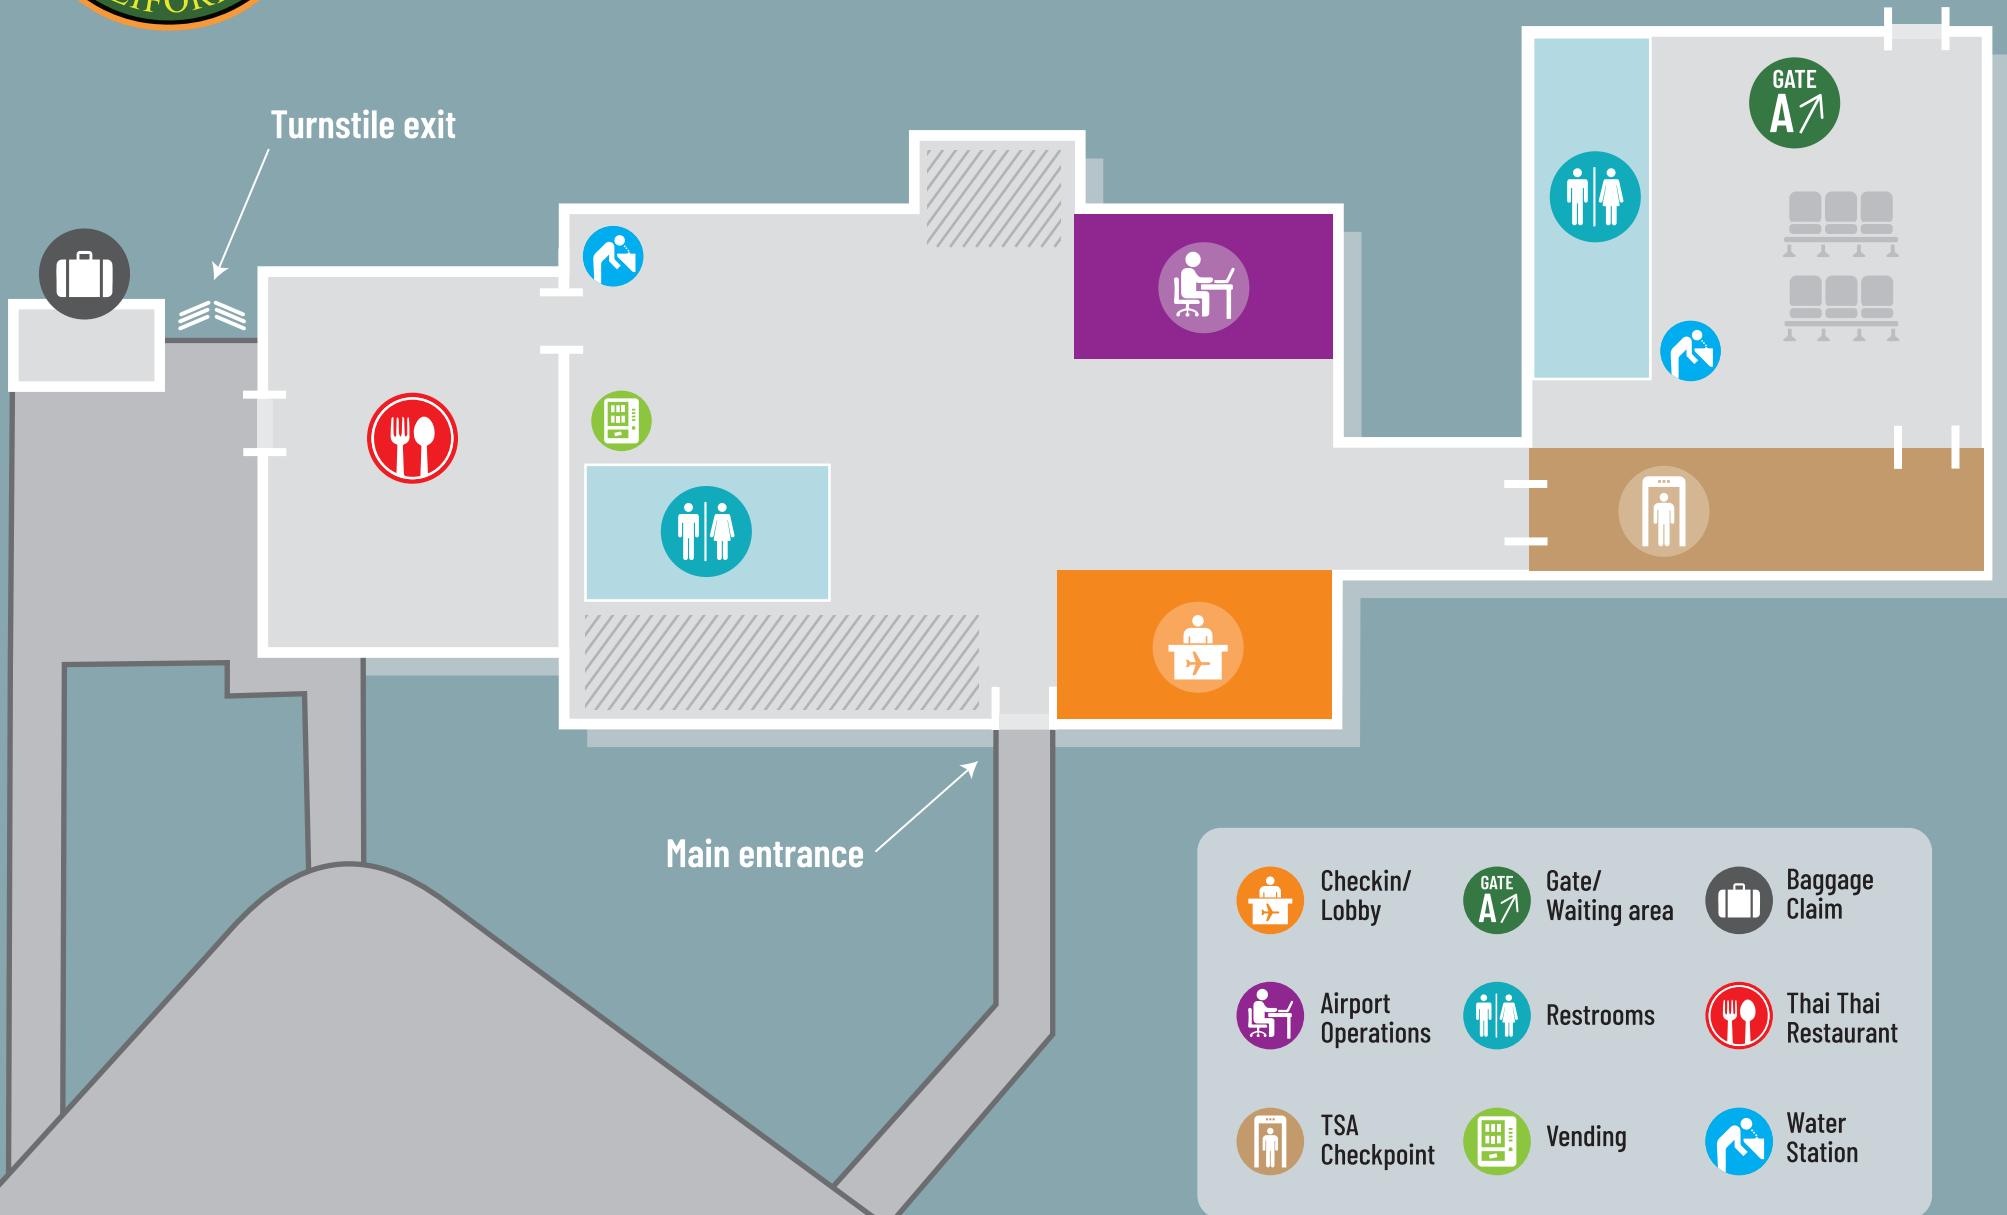 Turnstile exit
GATE
A
Main entrance
Checkin/
Lobby
GATE
A
Gate/
Waiting area
Baggage
Claim
Airport
Operations
Restrooms
Thai Thai
Restaurant
TSA
Checkpoint
Vending
Water
Station